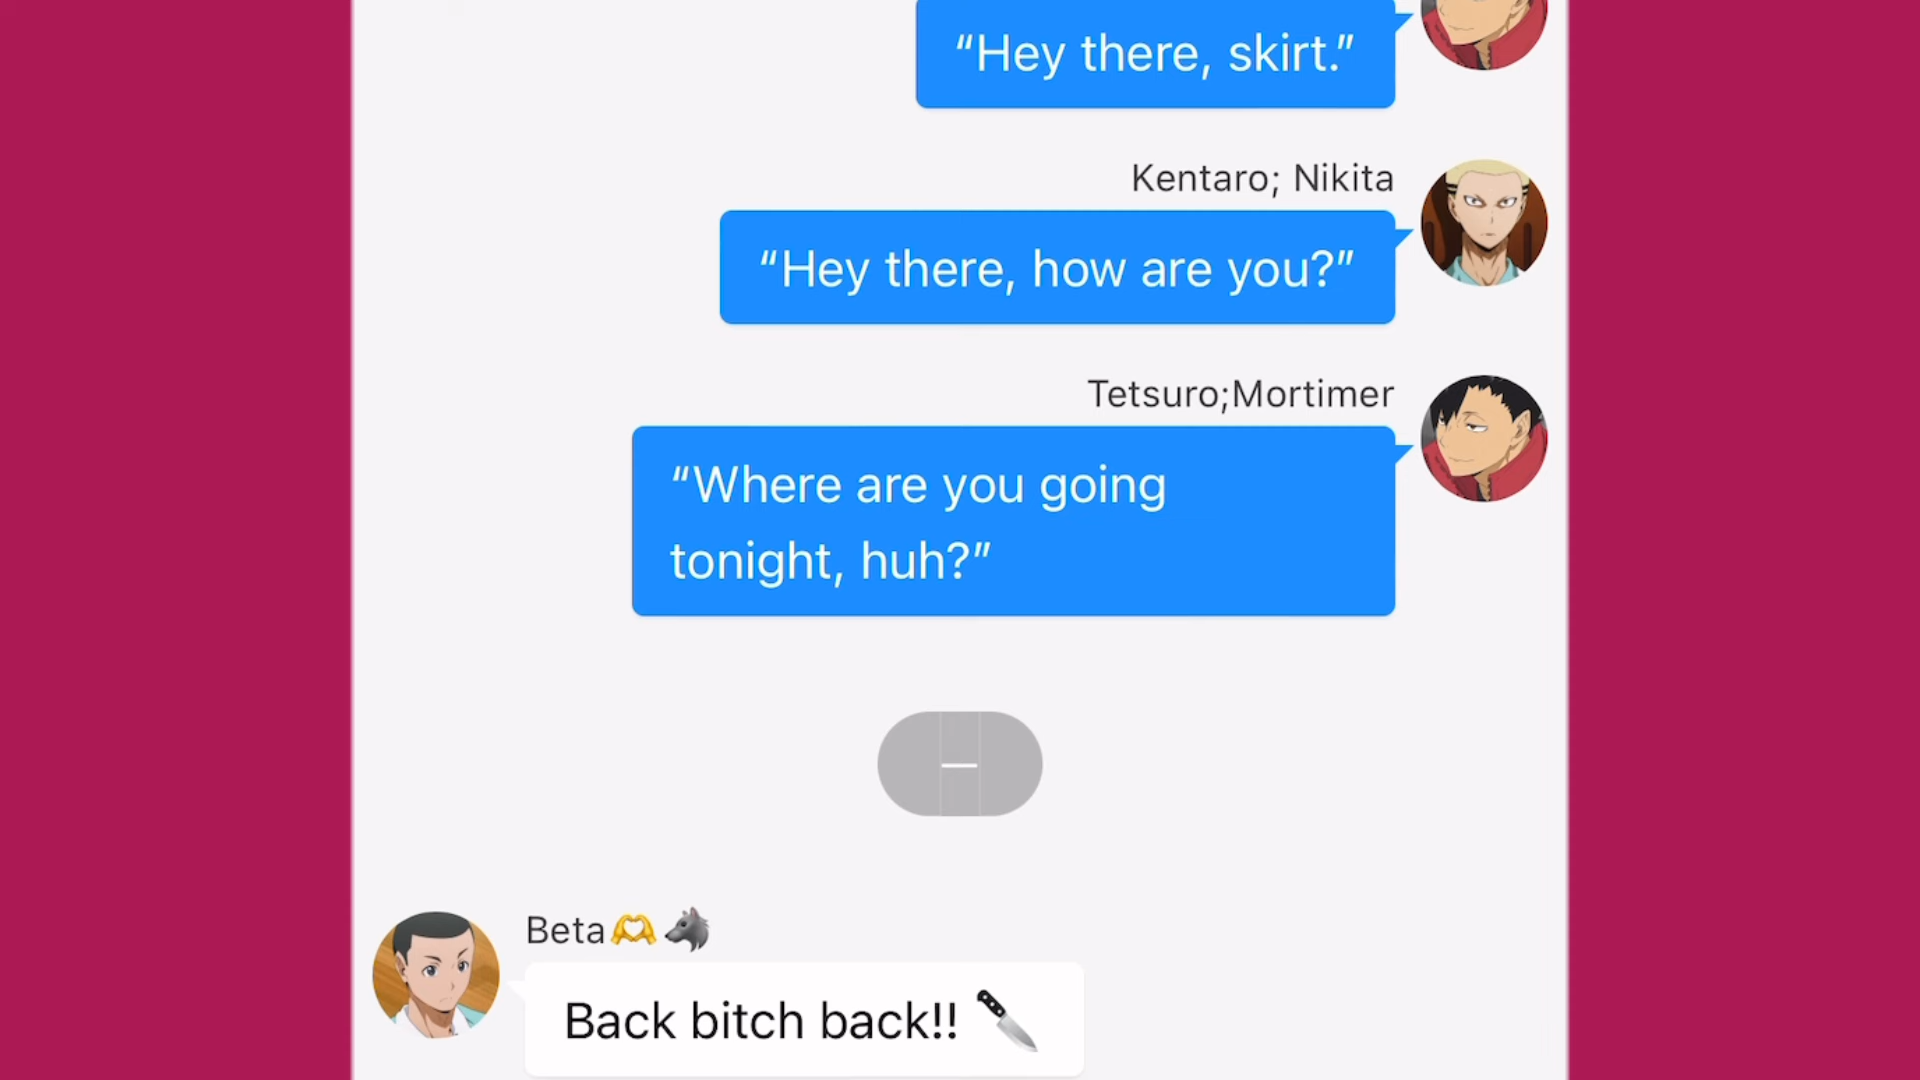 “Hey there, skirt.”
Kentaro; Nikita
“Hey there, how are you?”
Tetsuro;Mortimer
“Where are you going
tonight, huh?”
—
Beta🫶🐺
Back bitch back!! 🔪